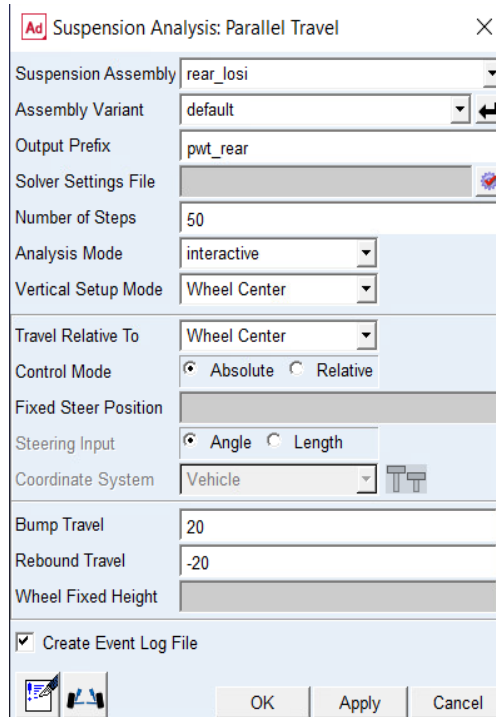 Ad Suspension Analysis: Parallel Travel
Suspension Assembly rear_losi
Assembly Variant default
Output Prefix pwt_rear
Solver Settings File
Number of Steps 50
Analysis Mode interactive
Vertical Setup Mode Wheel Center
Travel Relative To Wheel Center
Control Mode Absolute Relative
Fixed Steer Position
Steering Input Angle Length
Coordinate System Vehicle
Bump Travel 20
Rebound Travel -20
Wheel Fixed Height
Create Event Log File
OK Apply Cancel